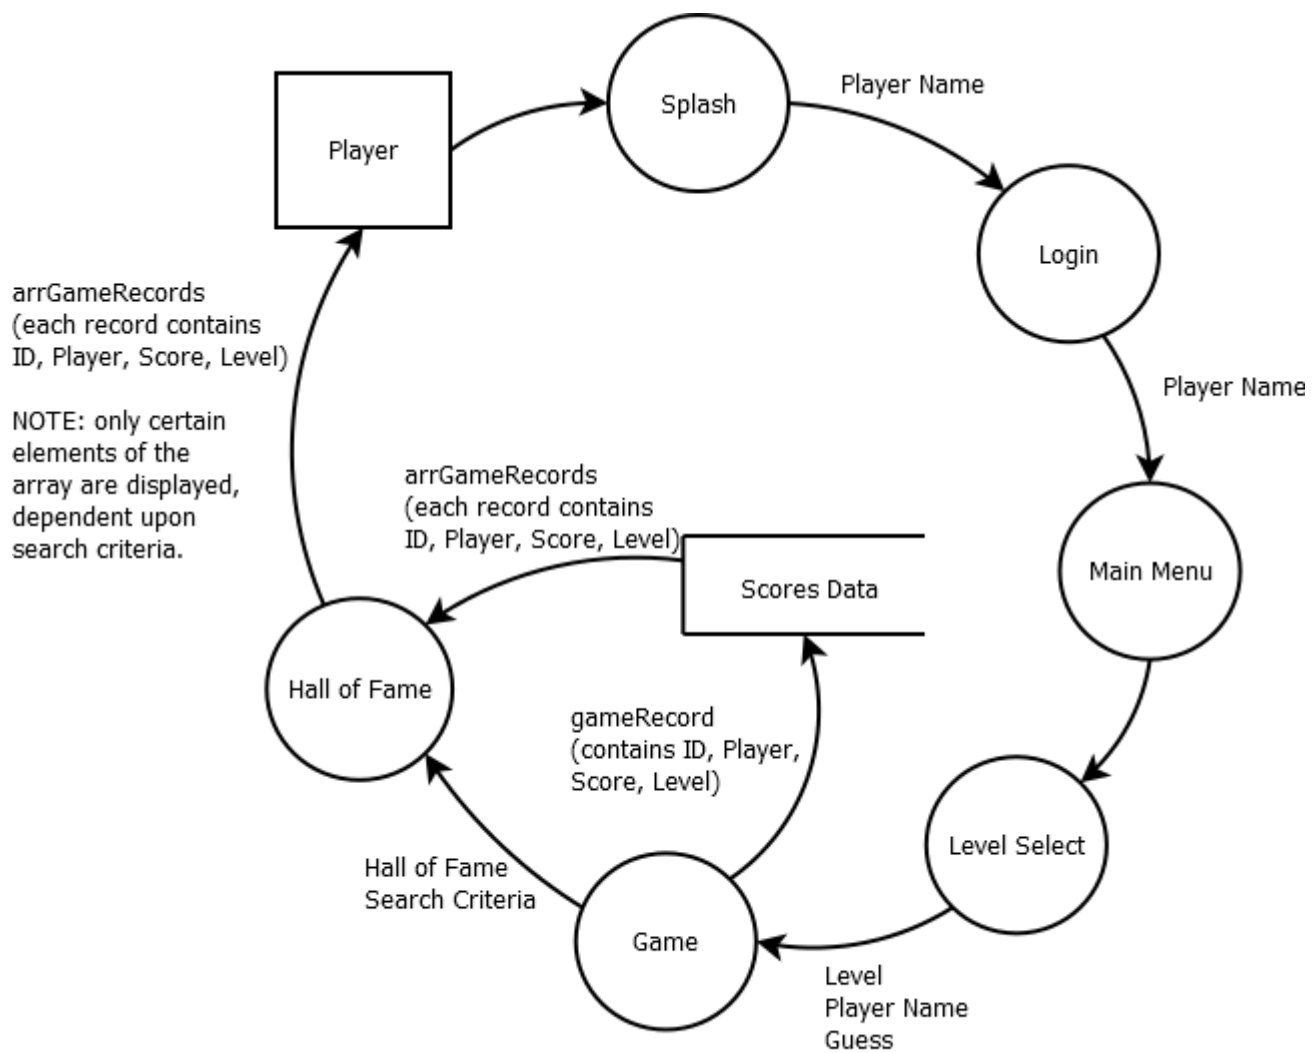 Player Name
Splash
Player
Login
arrGameRecords
(each record contains
ID, Player, Score, Level)
Player Name
NOTE: only certain
elements of the
array are displayed,
dependent upon
search criteria.
arrGameRecords
(each record contains
ID, Player, Score, Level)
Main Menu
Scores Data
Hall of Fame
gameRecord
(contains ID, Player,
Score, Level)
Level Select
Hall of Fame
Search Criteria
Game
Level
Player Name
Guess